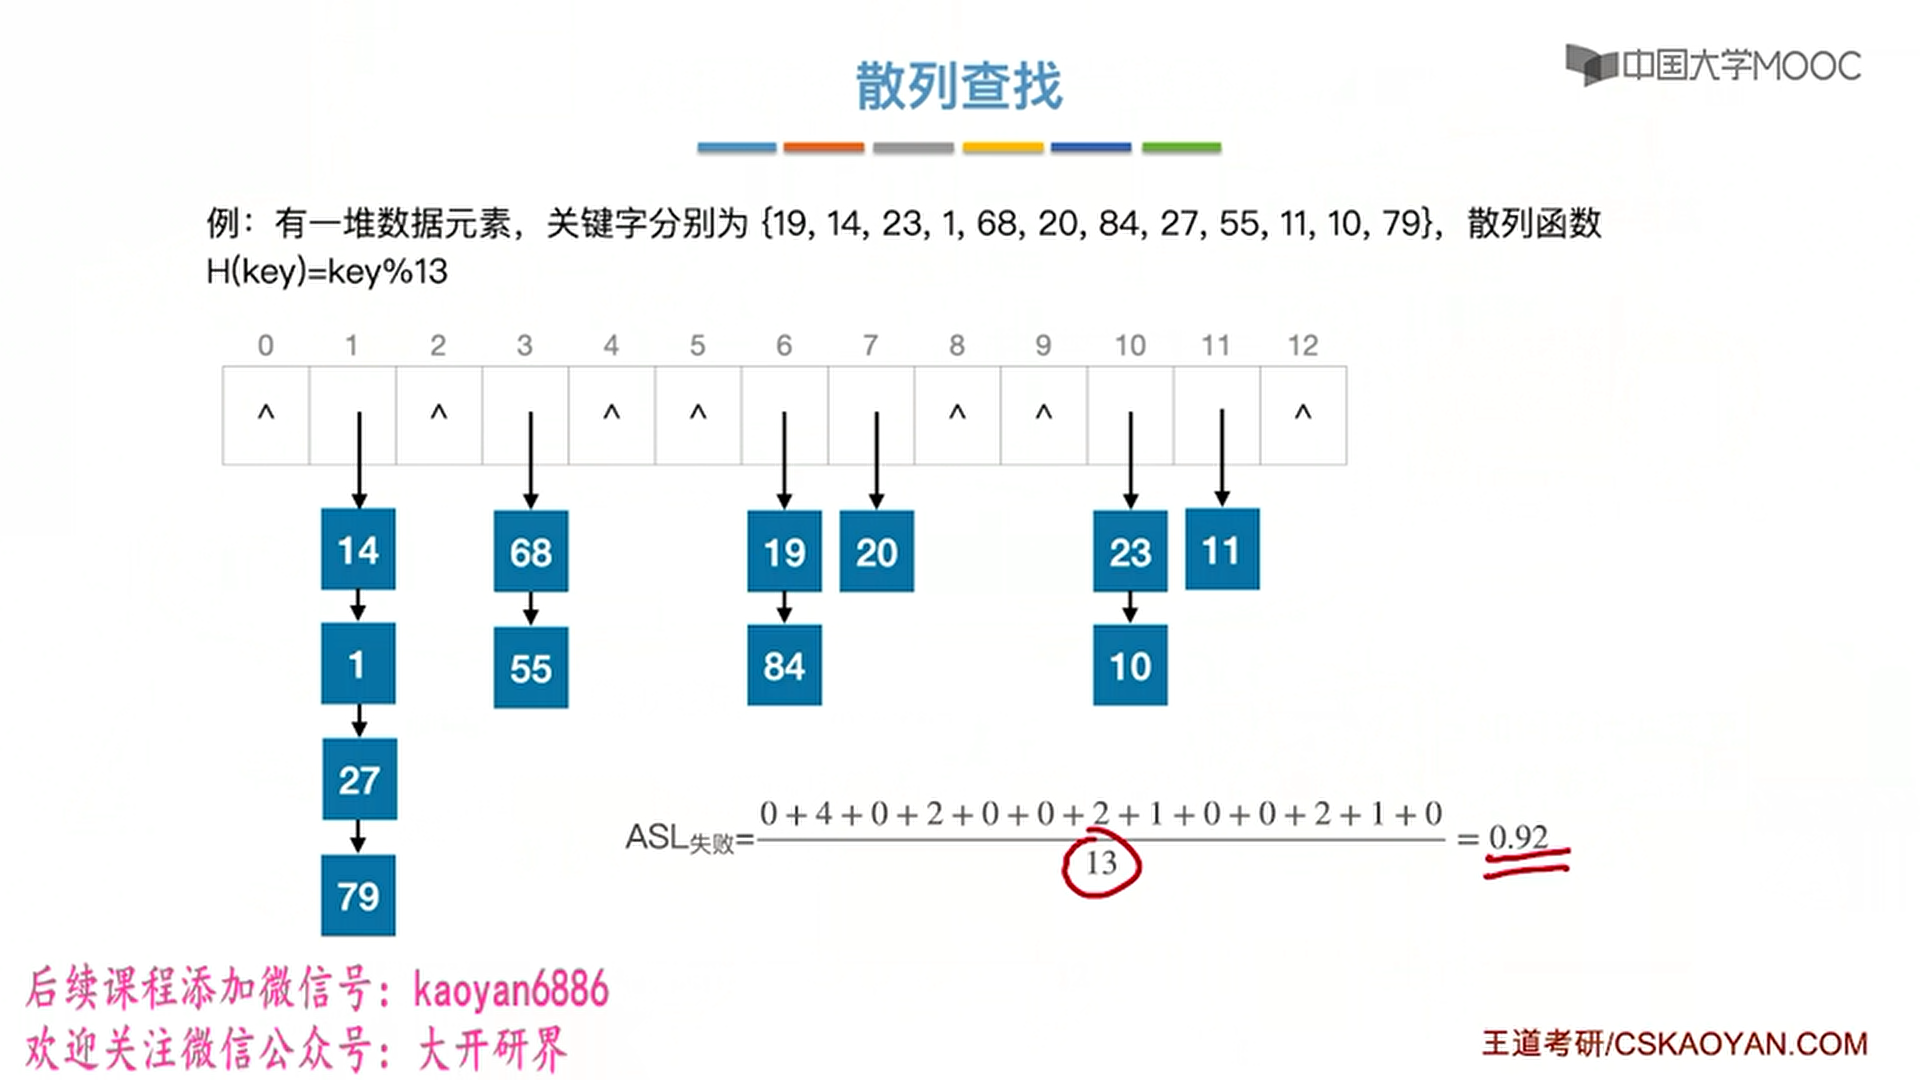 中国大学MOOC
散列查找
例：有一堆数据元素，关键字分别为 {19, 14, 23, 1, 68, 20, 84, 27, 55, 11, 10, 79}，散列函数
H(key)=key%13
0 1 2 3 4 5 6 7 8 9 10 11 12
^ ^ ^ ^ ^ ^ ^
14 68 19 20 23 11
1 55 84 10
27
79
ASL失败= 0 + 4 + 0 + 2 + 0 + 0 + 2 + 1 + 0 + 0 + 2 + 1 + 0 = 0.92
13
后续课程添加微信号：kaoyan6886
欢迎关注微信公众号：大开研界
王道考研/CSKAOYAN.COM